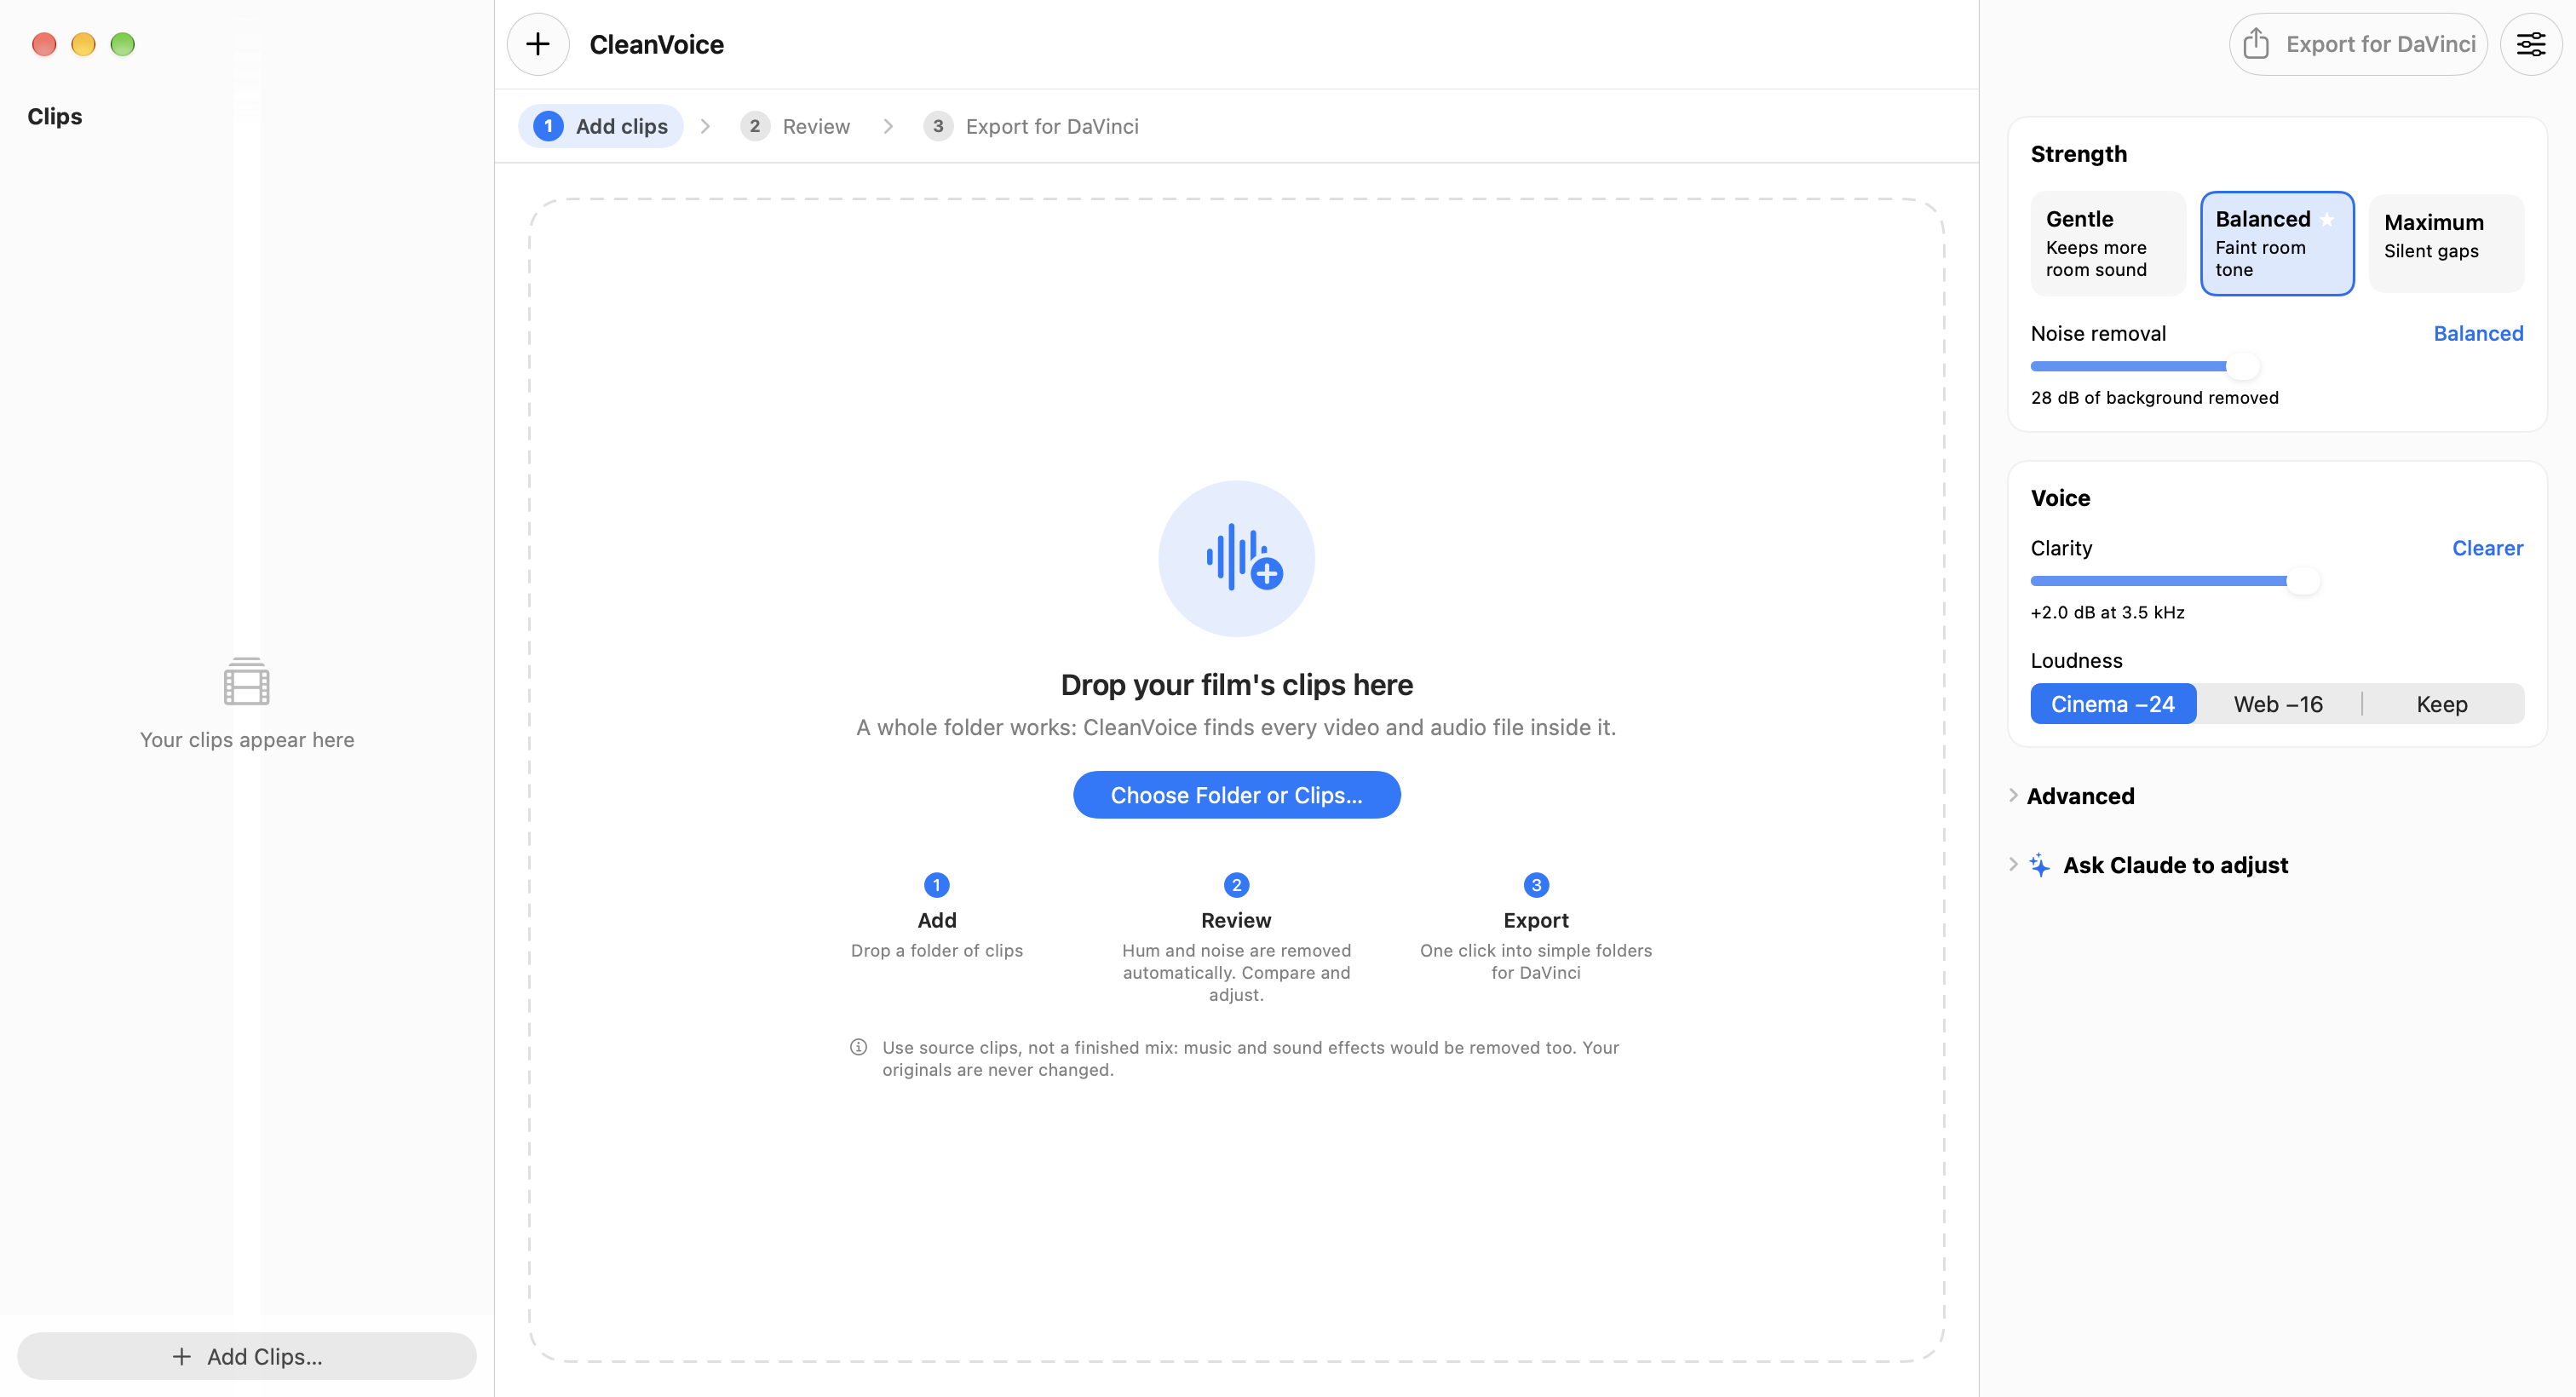 Clips
Your clips appear here
Add Clips...
CleanVoice
1 Add clips
2 Review
3 Export for DaVinci
Drop your film's clips here
A whole folder works: CleanVoice finds every video and audio file inside it.
Choose Folder or Clips...
1
Add
Drop a folder of clips
2
Review
Hum and noise are removed
automatically. Compare and
adjust.
3
Export
One click into simple folders
for DaVinci
Use source clips, not a finished mix: music and sound effects would be removed too. Your
originals are never changed.
Export for DaVinci
Strength
Gentle
Keeps more
room sound
Balanced
Faint room
tone
Maximum
Silent gaps
Noise removal Balanced
28 dB of background removed
Voice
Clarity Clearer
+2.0 dB at 3.5 kHz
Loudness
Cinema −24 Web −16 Keep
Advanced
Ask Claude to adjust